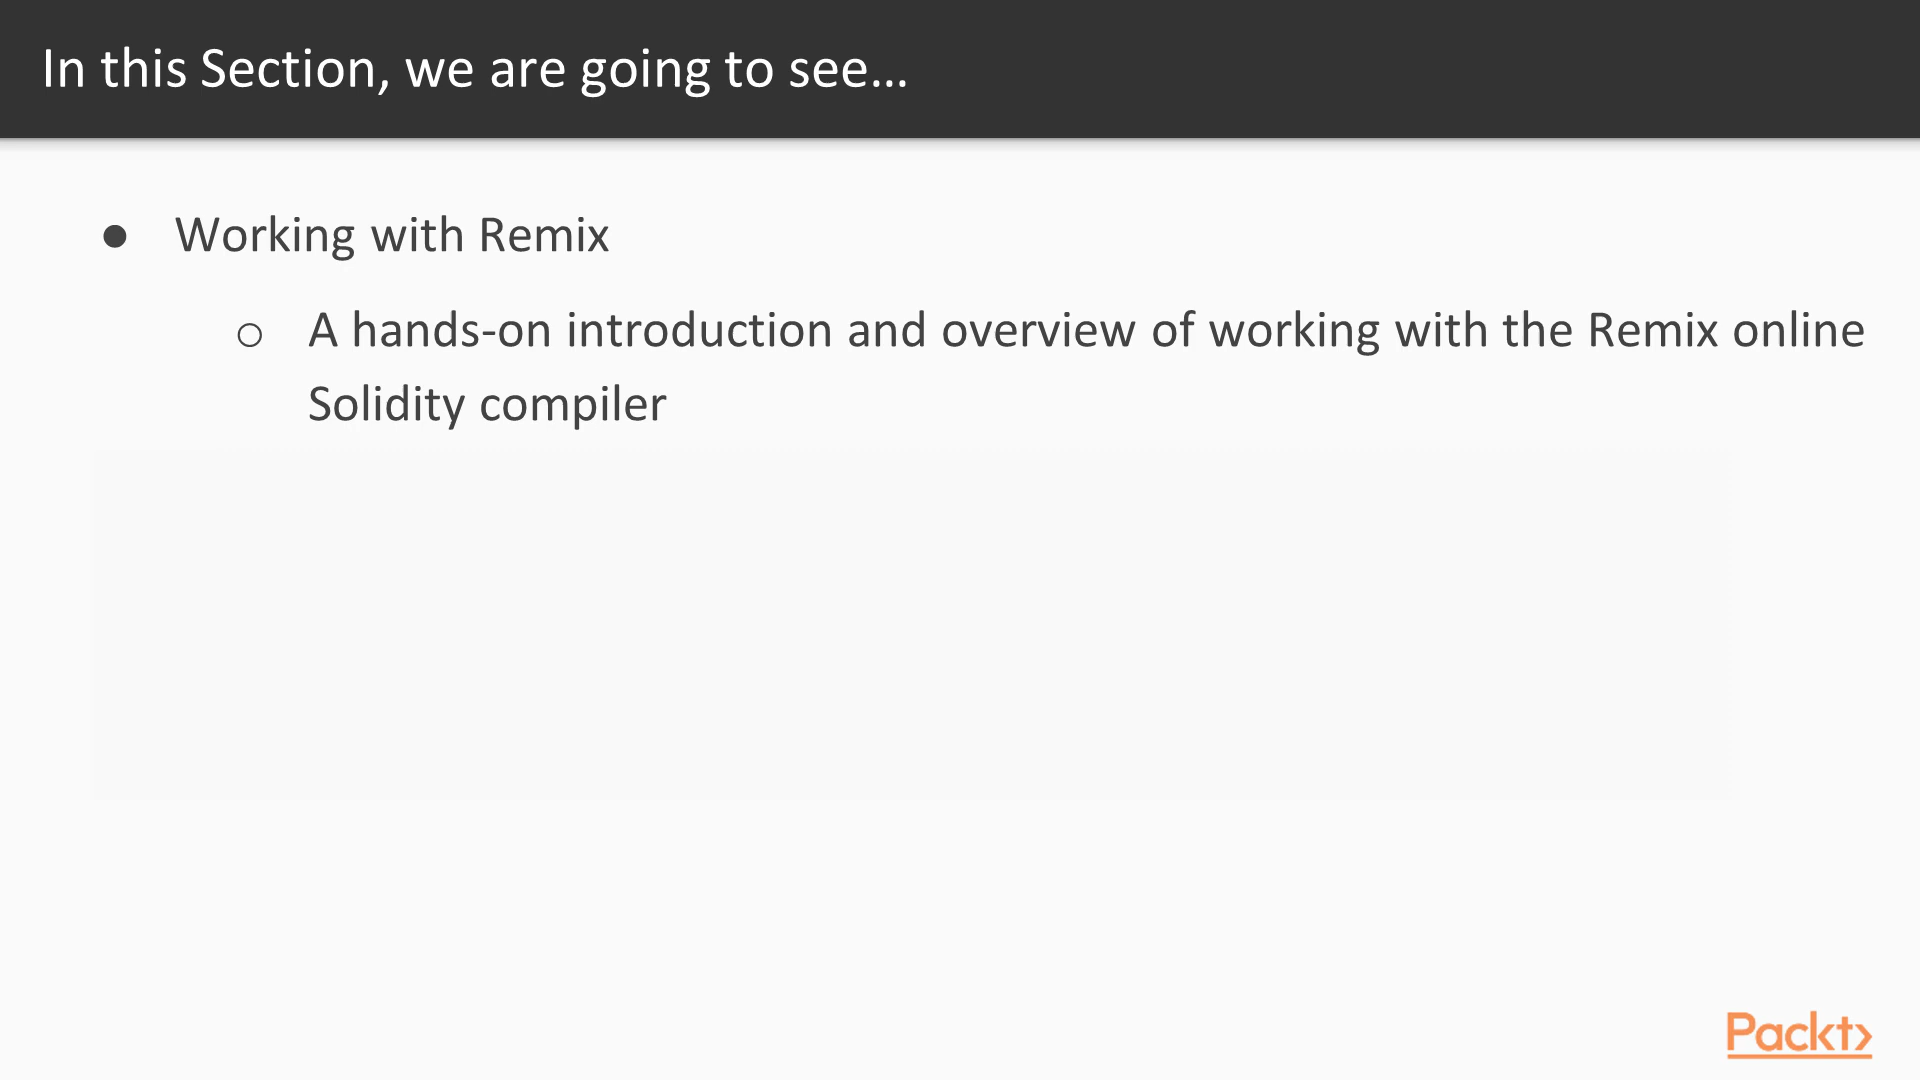 In this Section, we are going to see…
● Working with Remix
○ A hands-on introduction and overview of working with the Remix online
Solidity compiler
Packt>